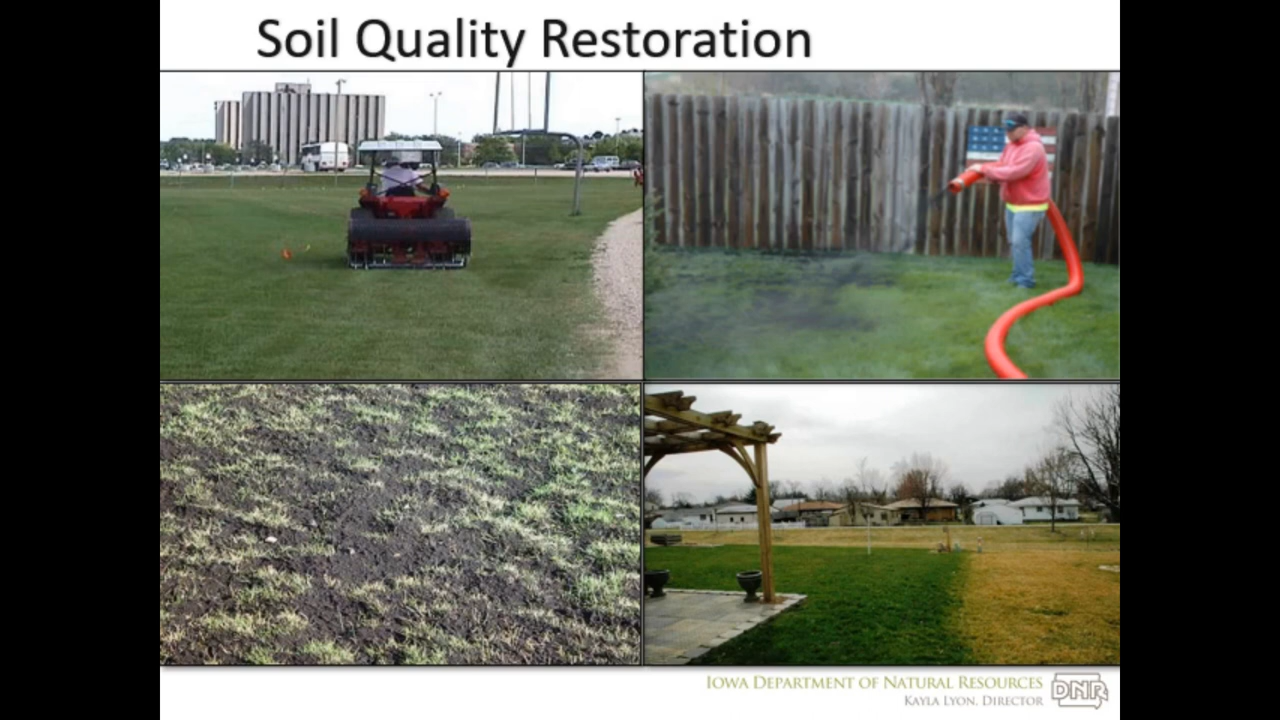 Soil Quality Restoration
Iowa Department of Natural Resources
Kayla Lyon, Director
DNR